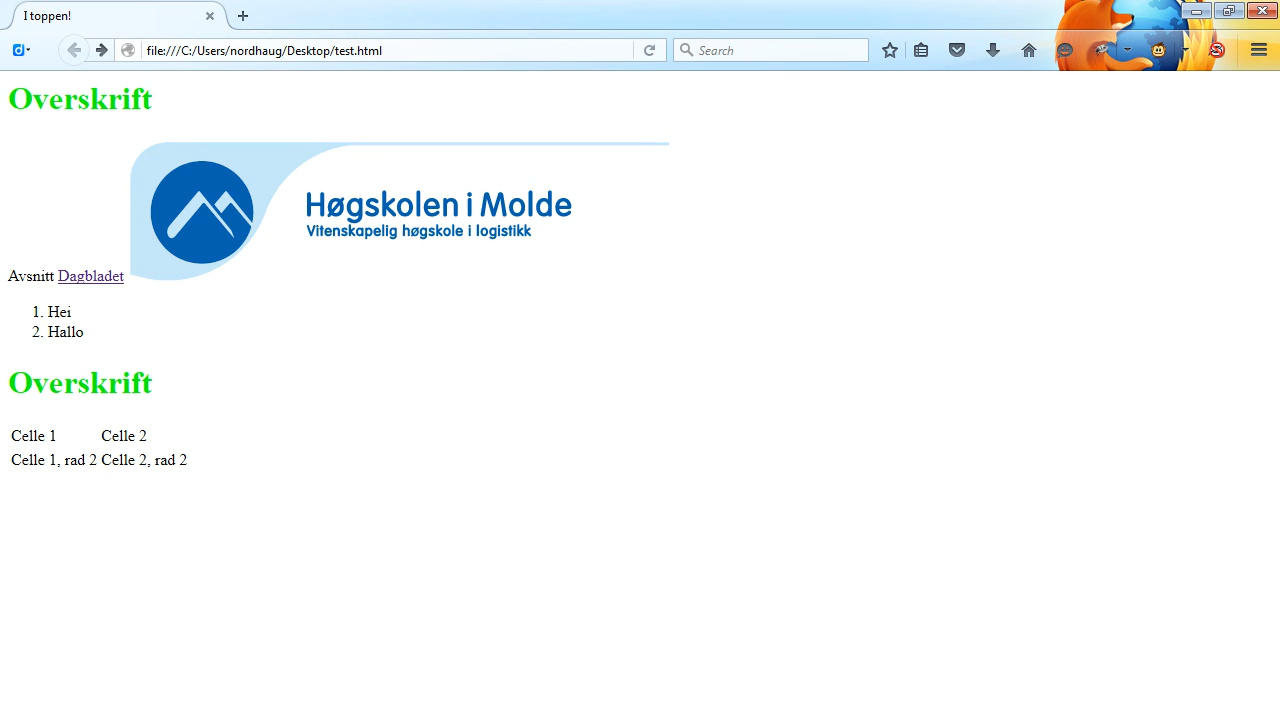 I toppen!
file:///C:/Users/nordhaug/Desktop/test.html
Search
Overskrift
Høgskolen i Molde
Vitenskapelig høgskole i logistikk
Avsnitt Dagbladet
1. Hei
2. Hallo
Overskrift
Celle 1 Celle 2
Celle 1, rad 2 Celle 2, rad 2